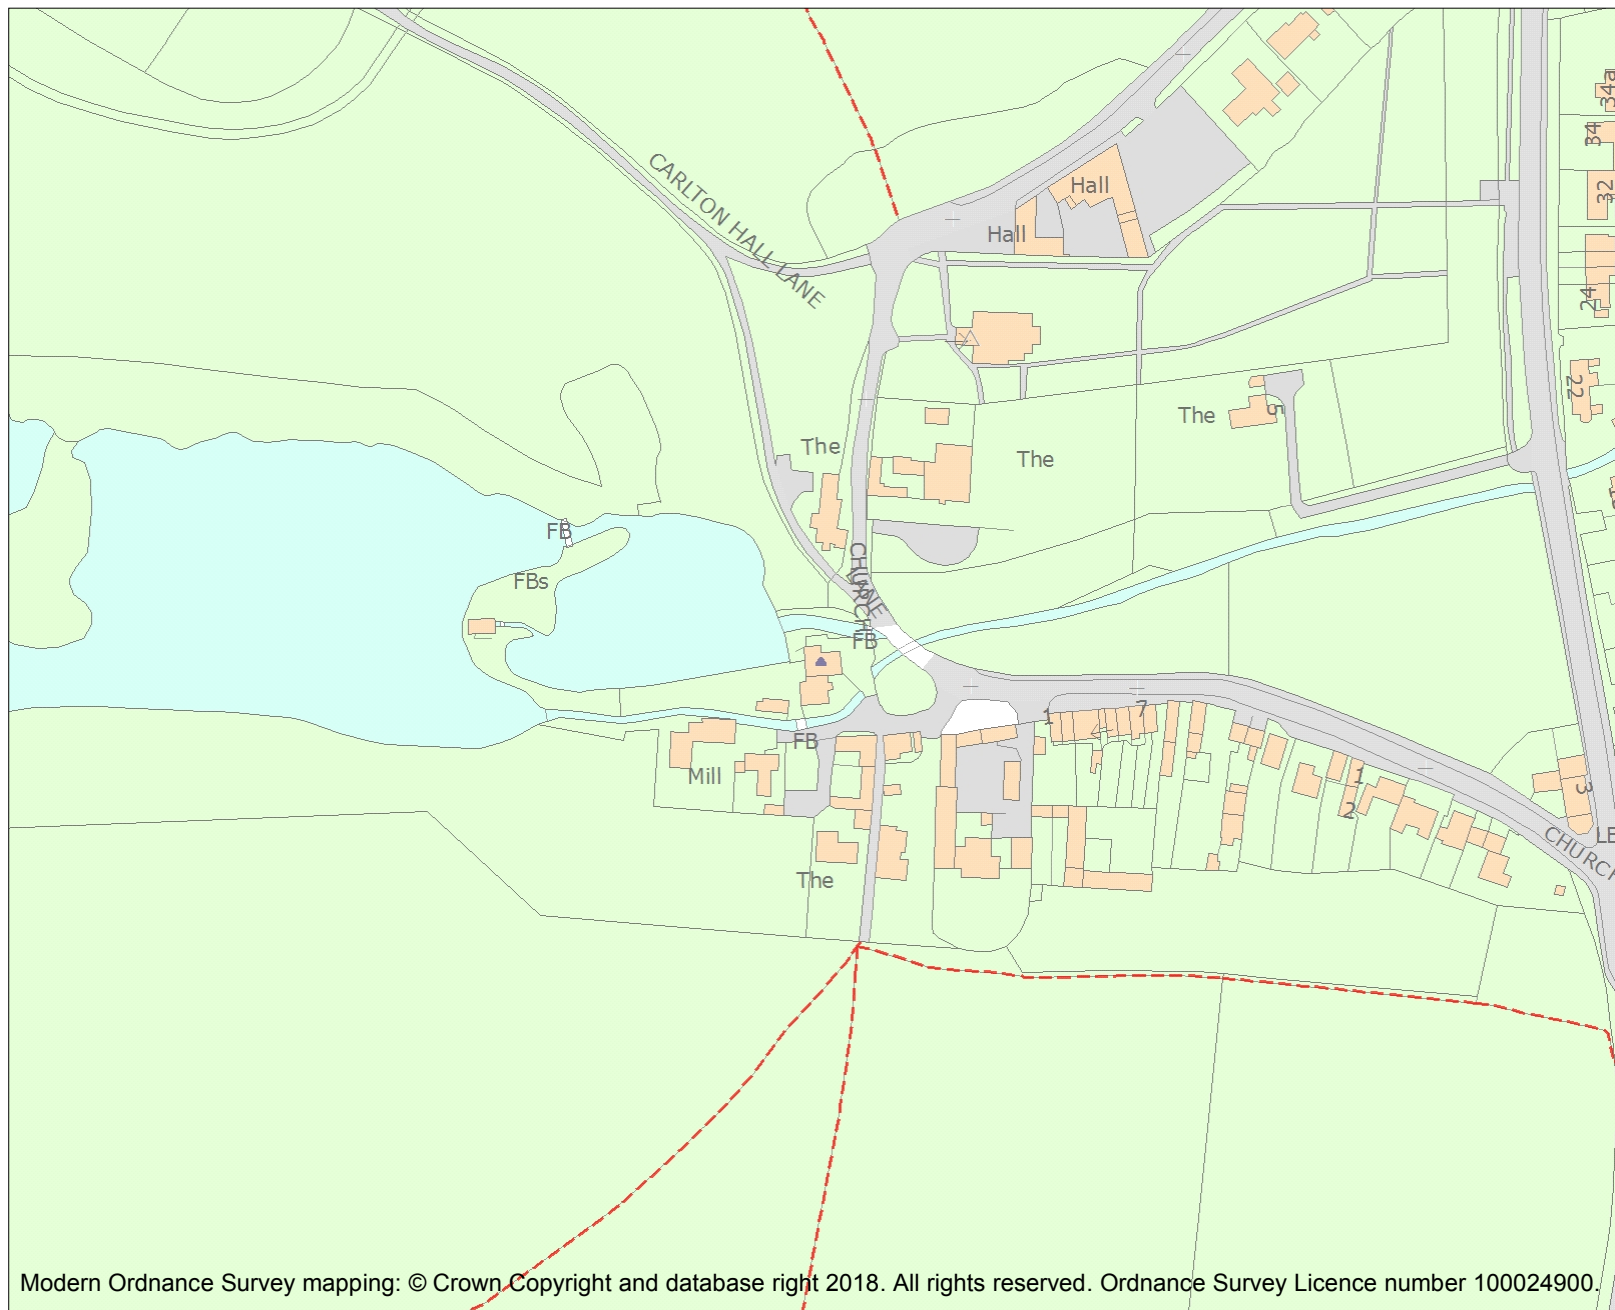 34a
34
CARLTON HALL LANE
Hall
32
Hall
24
22
The
5
The
The
FB
FBs
CHURCH
LANE
FB
1
7
FB
Mill
1
2
3
CHURCH
The
Modern Ordnance Survey mapping: © Crown Copyright and database right 2018. All rights reserved. Ordnance Survey Licence number 100024900.